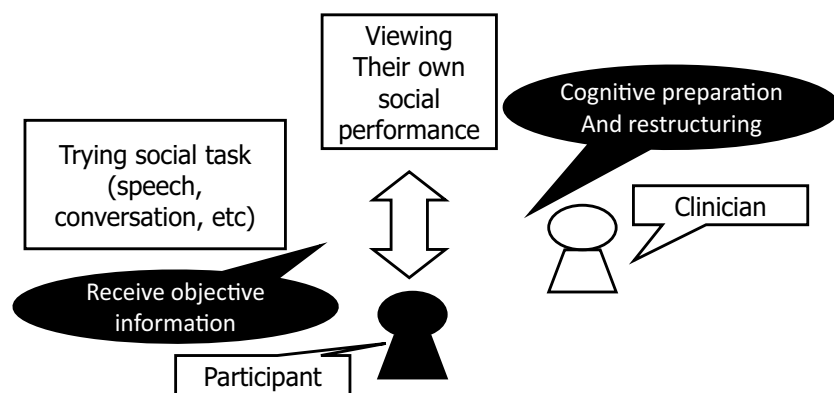 Viewing
Their own
social
performance
Cognitive preparation
And restructuring
Trying social task
(speech,
conversation, etc)
Clinician
Receive objective
information
Participant